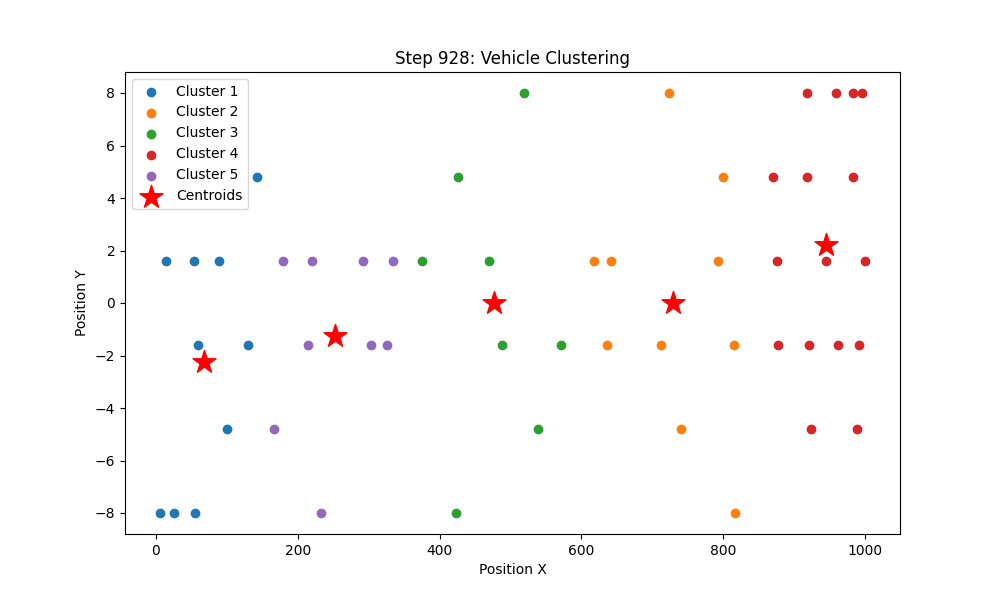 Step 928: Vehicle Clustering
Cluster 1
Cluster 2
Cluster 3
Cluster 4
Cluster 5
Centroids
Position Y
8
6
4
2
0
−2
−4
−6
−8
0 200 400 600 800 1000
Position X